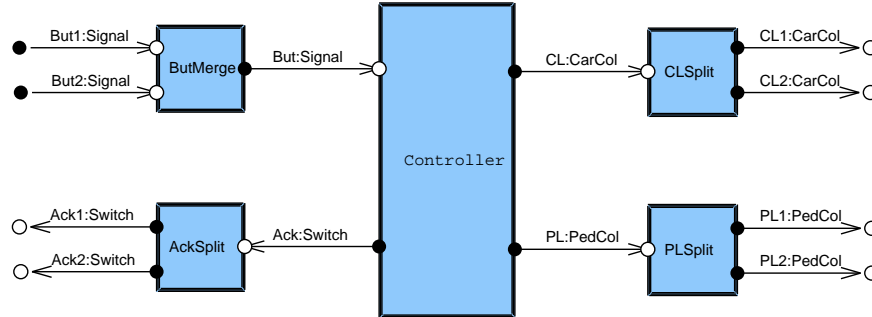 But1:Signal
But2:Signal
ButMerge
But:Signal
Controller
CL:CarCol
CLSplit
CL1:CarCol
CL2:CarCol
Ack1:Switch
Ack2:Switch
AckSplit
Ack:Switch
PL:PedCol
PLSplit
PL1:PedCol
PL2:PedCol